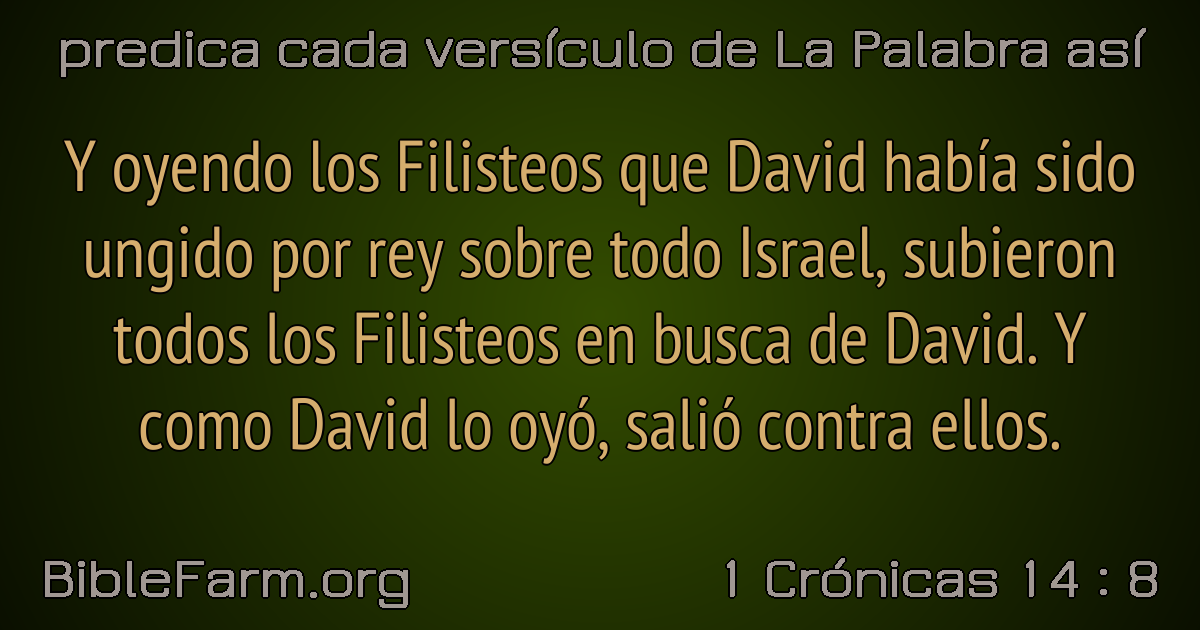 predica cada versículo de La Palabra así
Y oyendo los Filisteos que David había sido
ungido por rey sobre todo Israel, subieron
todos los Filisteos en busca de David. Y
como David lo oyó, salió contra ellos.
BibleFarm.org
1 Crónicas 14 : 8